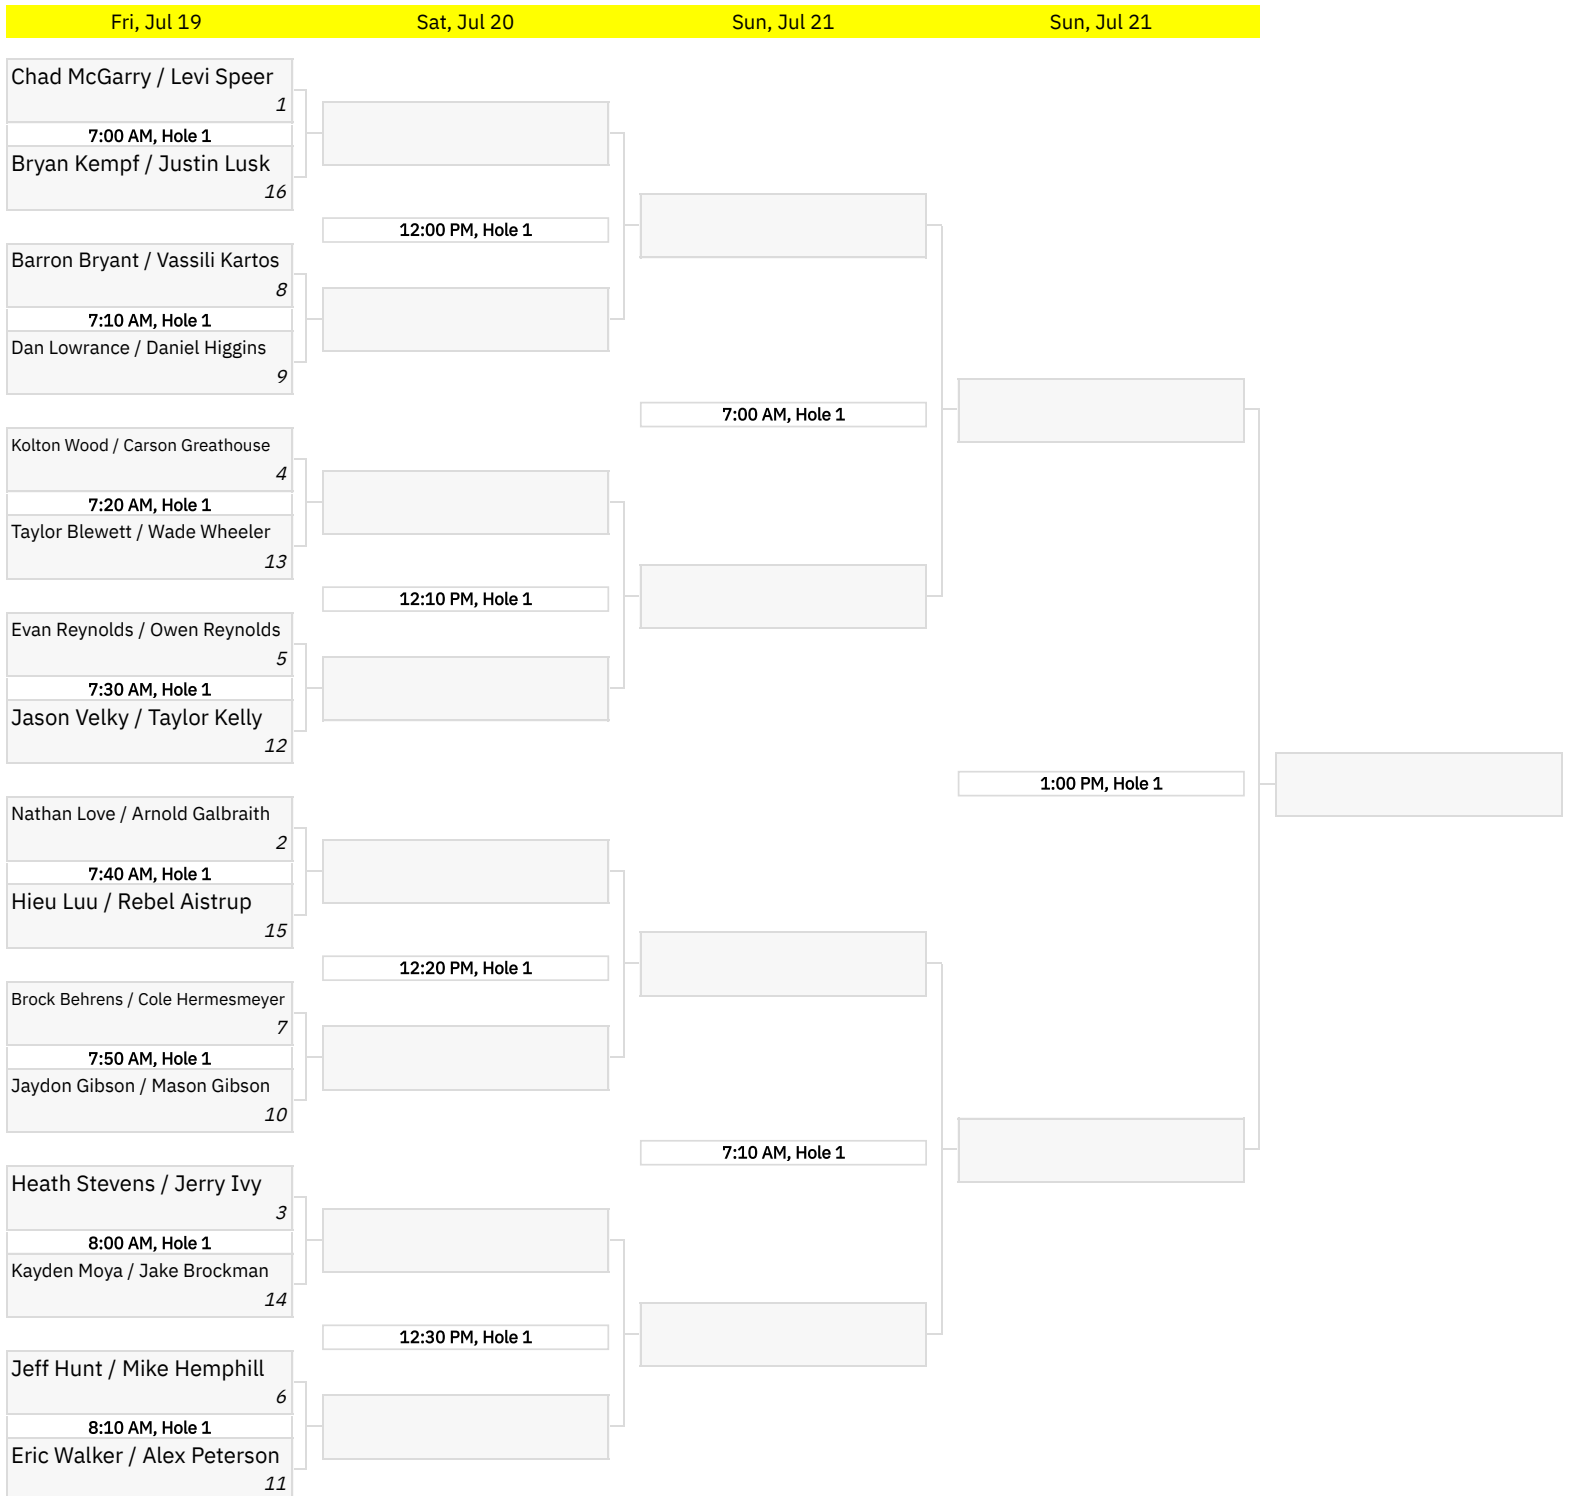 Fri, Jul 19 Sat, Jul 20 Sun, Jul 21 Sun, Jul 21
Chad McGarry / Levi Speer
1
7:00 AM, Hole 1
Bryan Kempf / Justin Lusk
16
12:00 PM, Hole 1
Barron Bryant / Vassili Kartos
8
7:10 AM, Hole 1
Dan Lowrance / Daniel Higgins
9
7:00 AM, Hole 1
Kolton Wood / Carson Greathouse
4
7:20 AM, Hole 1
Taylor Blewett / Wade Wheeler
13
12:10 PM, Hole 1
Evan Reynolds / Owen Reynolds
5
7:30 AM, Hole 1
Jason Velky / Taylor Kelly
12
1:00 PM, Hole 1
Nathan Love / Arnold Galbraith
2
7:40 AM, Hole 1
Hieu Luu / Rebel Aistrup
15
12:20 PM, Hole 1
Brock Behrens / Cole Hermesmeyer
7
7:50 AM, Hole 1
Jaydon Gibson / Mason Gibson
10
7:10 AM, Hole 1
Heath Stevens / Jerry Ivy
3
8:00 AM, Hole 1
Kayden Moya / Jake Brockman
14
12:30 PM, Hole 1
Jeff Hunt / Mike Hemphill
6
8:10 AM, Hole 1
Eric Walker / Alex Peterson
11